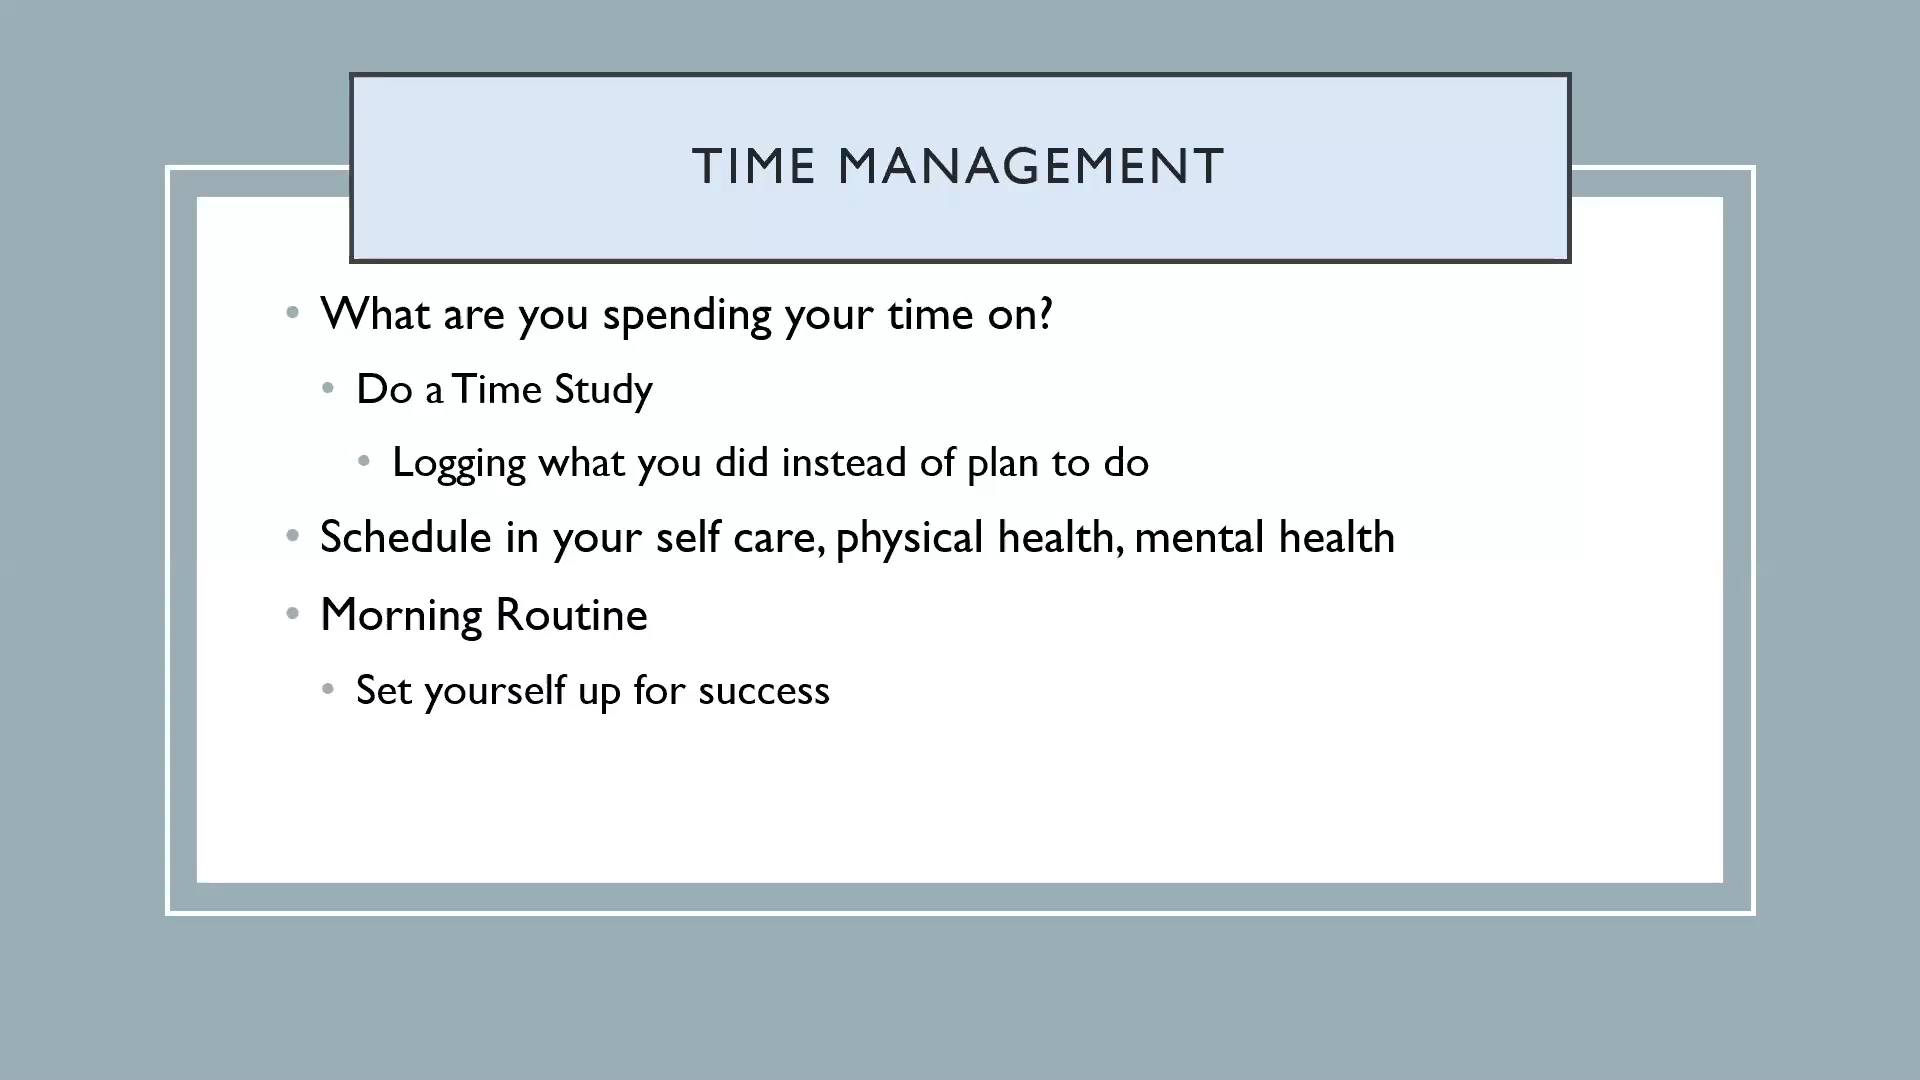 TIME MANAGEMENT
• What are you spending your time on?
• Do a Time Study
• Logging what you did instead of plan to do
• Schedule in your self care, physical health, mental health
• Morning Routine
• Set yourself up for success